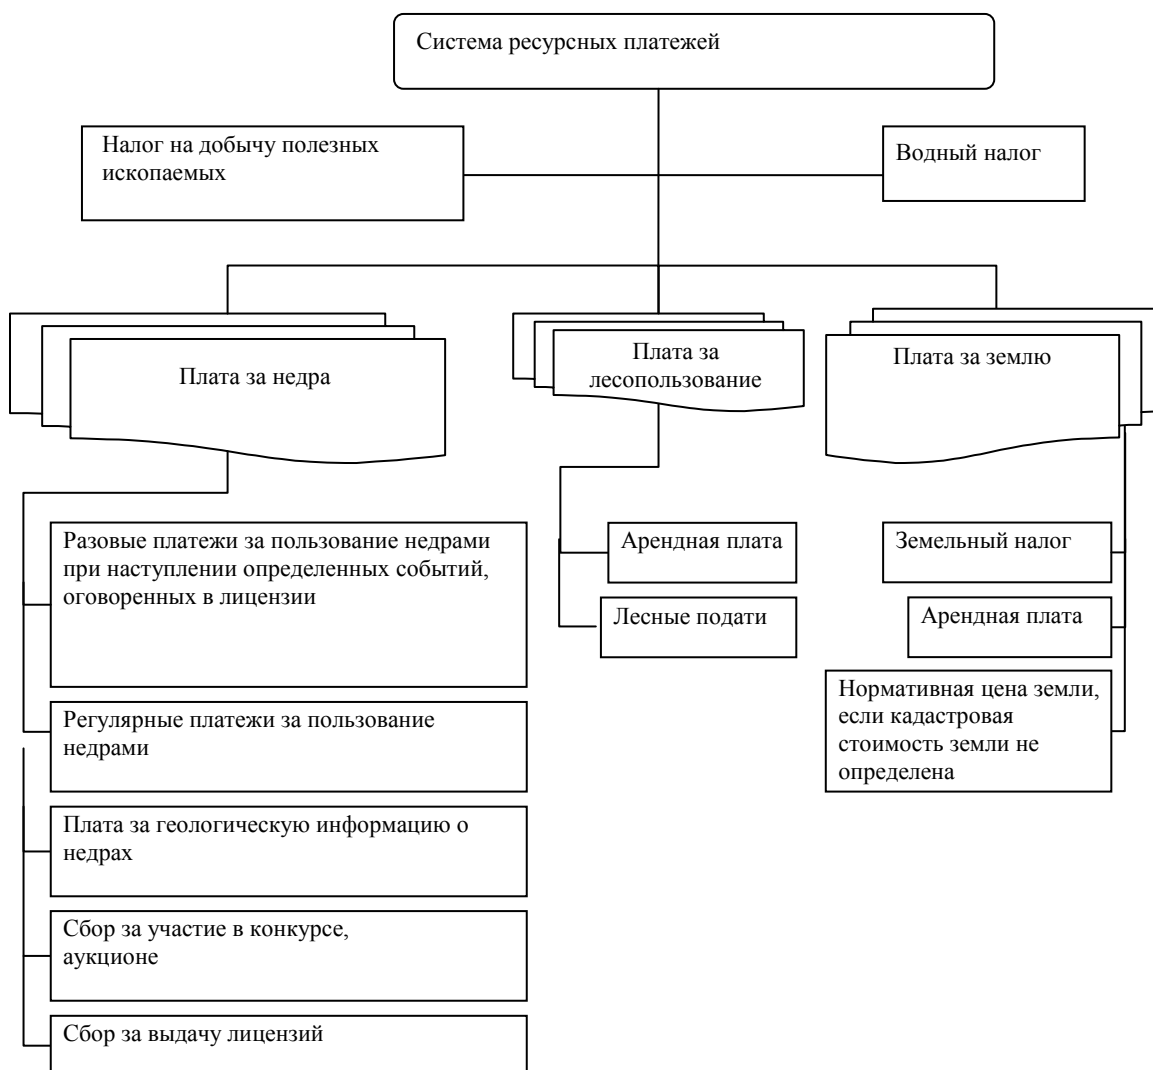 Система ресурсных платежей
Налог на добычу полезных
ископаемых
Водный налог
Плата за недра
Плата за
лесопользование
Плата за землю
Разовые платежи за пользование недрами
при наступлении определенных событий,
оговоренных в лицензии
Регулярные платежи за пользование
недрами
Плата за геологическую информацию о
недрах
Сбор за участие в конкурсе,
аукционе
Сбор за выдачу лицензий
Арендная плата
Лесные подати
Земельный налог
Арендная плата
Нормативная цена земли,
если кадастровая
стоимость земли не
определена